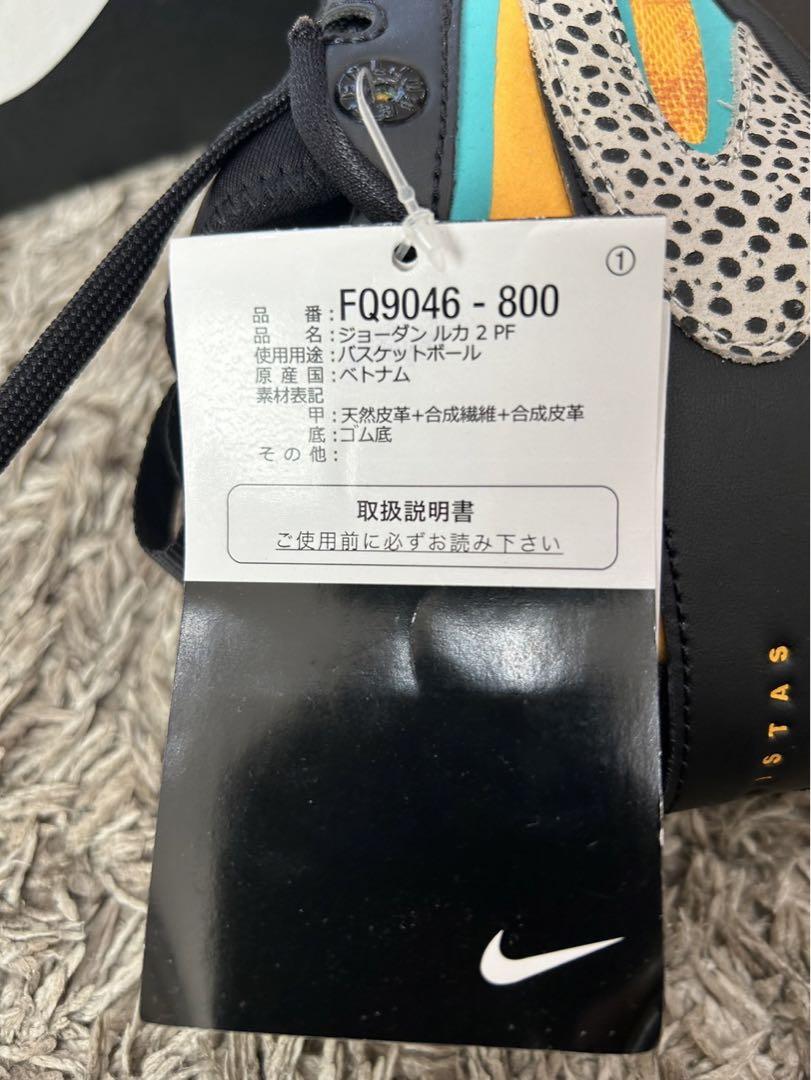 ①
品 番：FQ9046 - 800
品 名：ジョーダン ルカ 2 PF
使用用途：バスケットボール
原 産 国：ベトナム
素材表記
甲：天然皮革+合成繊維+合成皮革
底：ゴム底
そ の 他：
取扱説明書
ご使用前に必ずお読み下さい
ISTAS